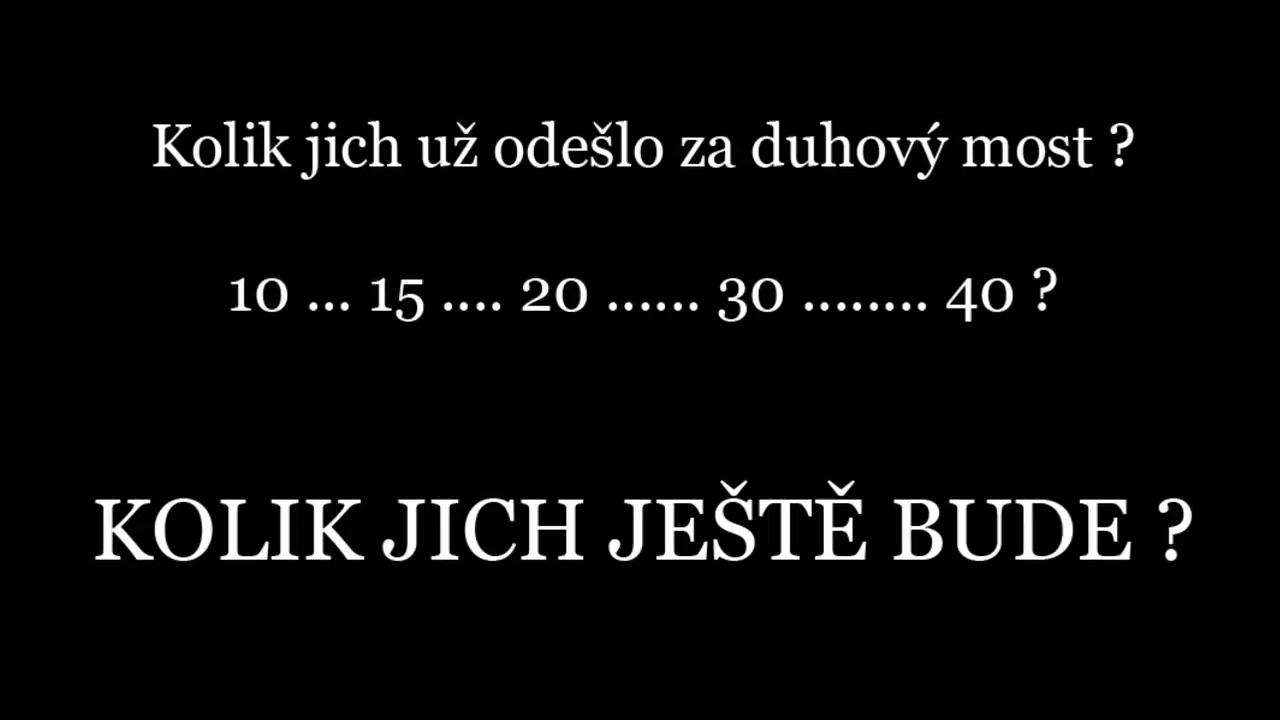 Kolik jich už odešlo za duhový most ?
10 ... 15 .... 20 ...... 30 ........ 40 ?
KOLIK JICH JEŠTĚ BUDE ?